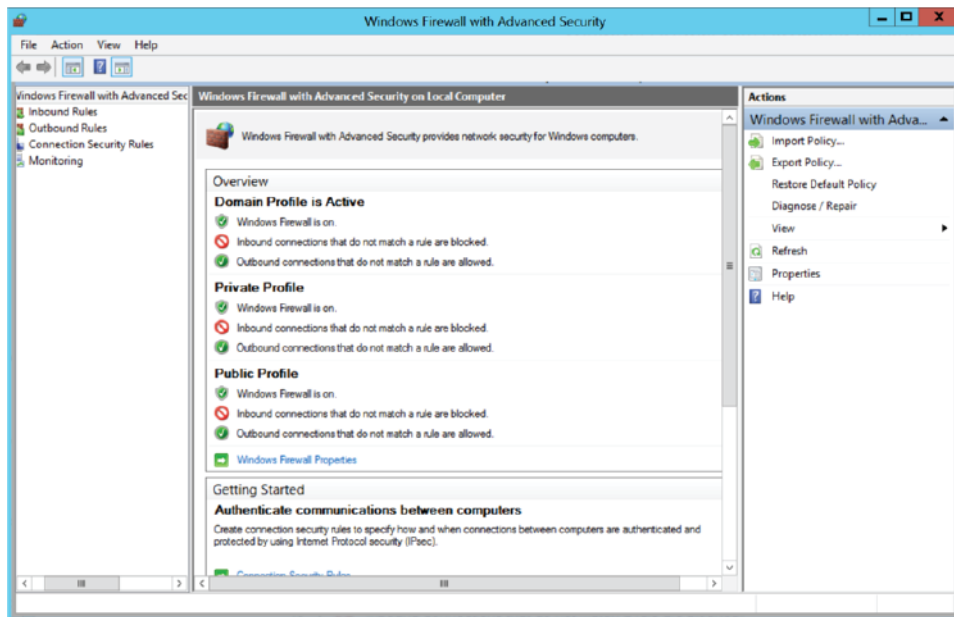 Windows Firewall with Advanced Security
File Action View Help
Windows Firewall with Advanced Sec
Inbound Rules
Outbound Rules
Connection Security Rules
Monitoring
Windows Firewall with Advanced Security on Local Computer
Windows Firewall with Advanced Security provides network security for Windows computers.
Overview
Domain Profile is Active
Windows Firewall is on.
Inbound connections that do not match a rule are blocked.
Outbound connections that do not match a rule are allowed.
Private Profile
Windows Firewall is on.
Inbound connections that do not match a rule are blocked.
Outbound connections that do not match a rule are allowed.
Public Profile
Windows Firewall is on.
Inbound connections that do not match a rule are blocked.
Outbound connections that do not match a rule are allowed.
Windows Firewall Properties
Getting Started
Authenticate communications between computers
Create connection security rules to specify how and when connections between computers are authenticated and
protected by using Internet Protocol security (IPsec).
Connection Security Rules
Actions
Windows Firewall with Adva...
Import Policy...
Export Policy...
Restore Default Policy
Diagnose / Repair
View
Refresh
Properties
Help